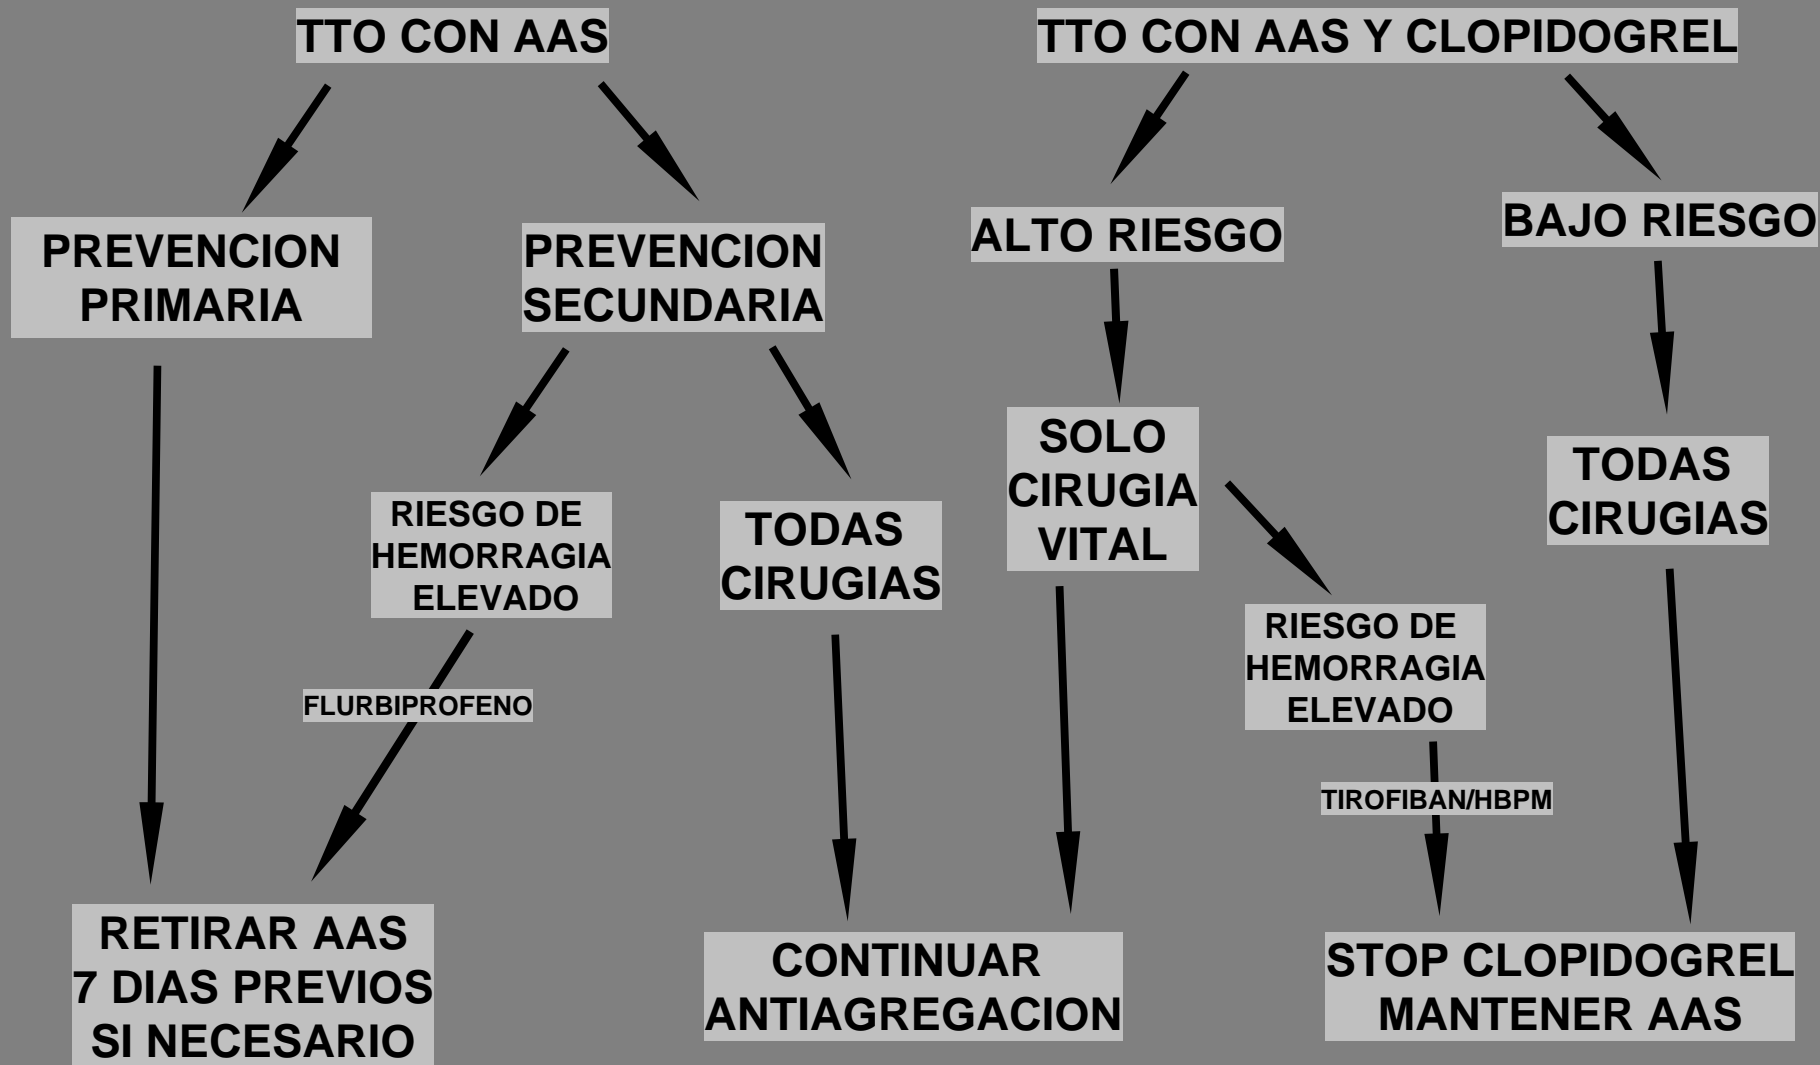 TTO CON AAS
TTO CON AAS Y CLOPIDOGREL
PREVENCION
PRIMARIA
PREVENCION
SECUNDARIA
ALTO RIESGO
BAJO RIESGO
RIESGO DE
HEMORRAGIA
ELEVADO
TODAS
CIRUGIAS
SOLO
CIRUGIA
VITAL
TODAS
CIRUGIAS
FLURBIPROFENO
RIESGO DE
HEMORRAGIA
ELEVADO
TIROFIBAN/HBPM
RETIRAR AAS
7 DIAS PREVIOS
SI NECESARIO
CONTINUAR
ANTIAGREGACION
STOP CLOPIDOGREL
MANTENER AAS